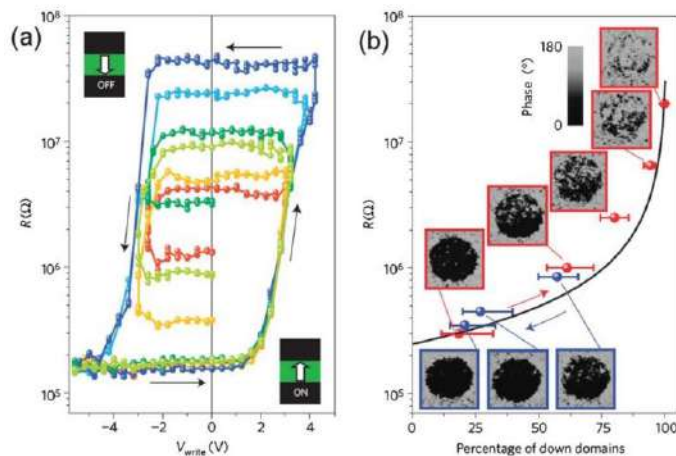 (a)
R(Ω)
10⁸
10⁷
10⁶
10⁵
OFF
ON
−4 −2 0 2 4
V_write (V)
(b)
R(Ω)
10⁸
10⁷
10⁶
10⁵
Phase (°)
180
0
0 25 50 75 100
Percentage of down domains